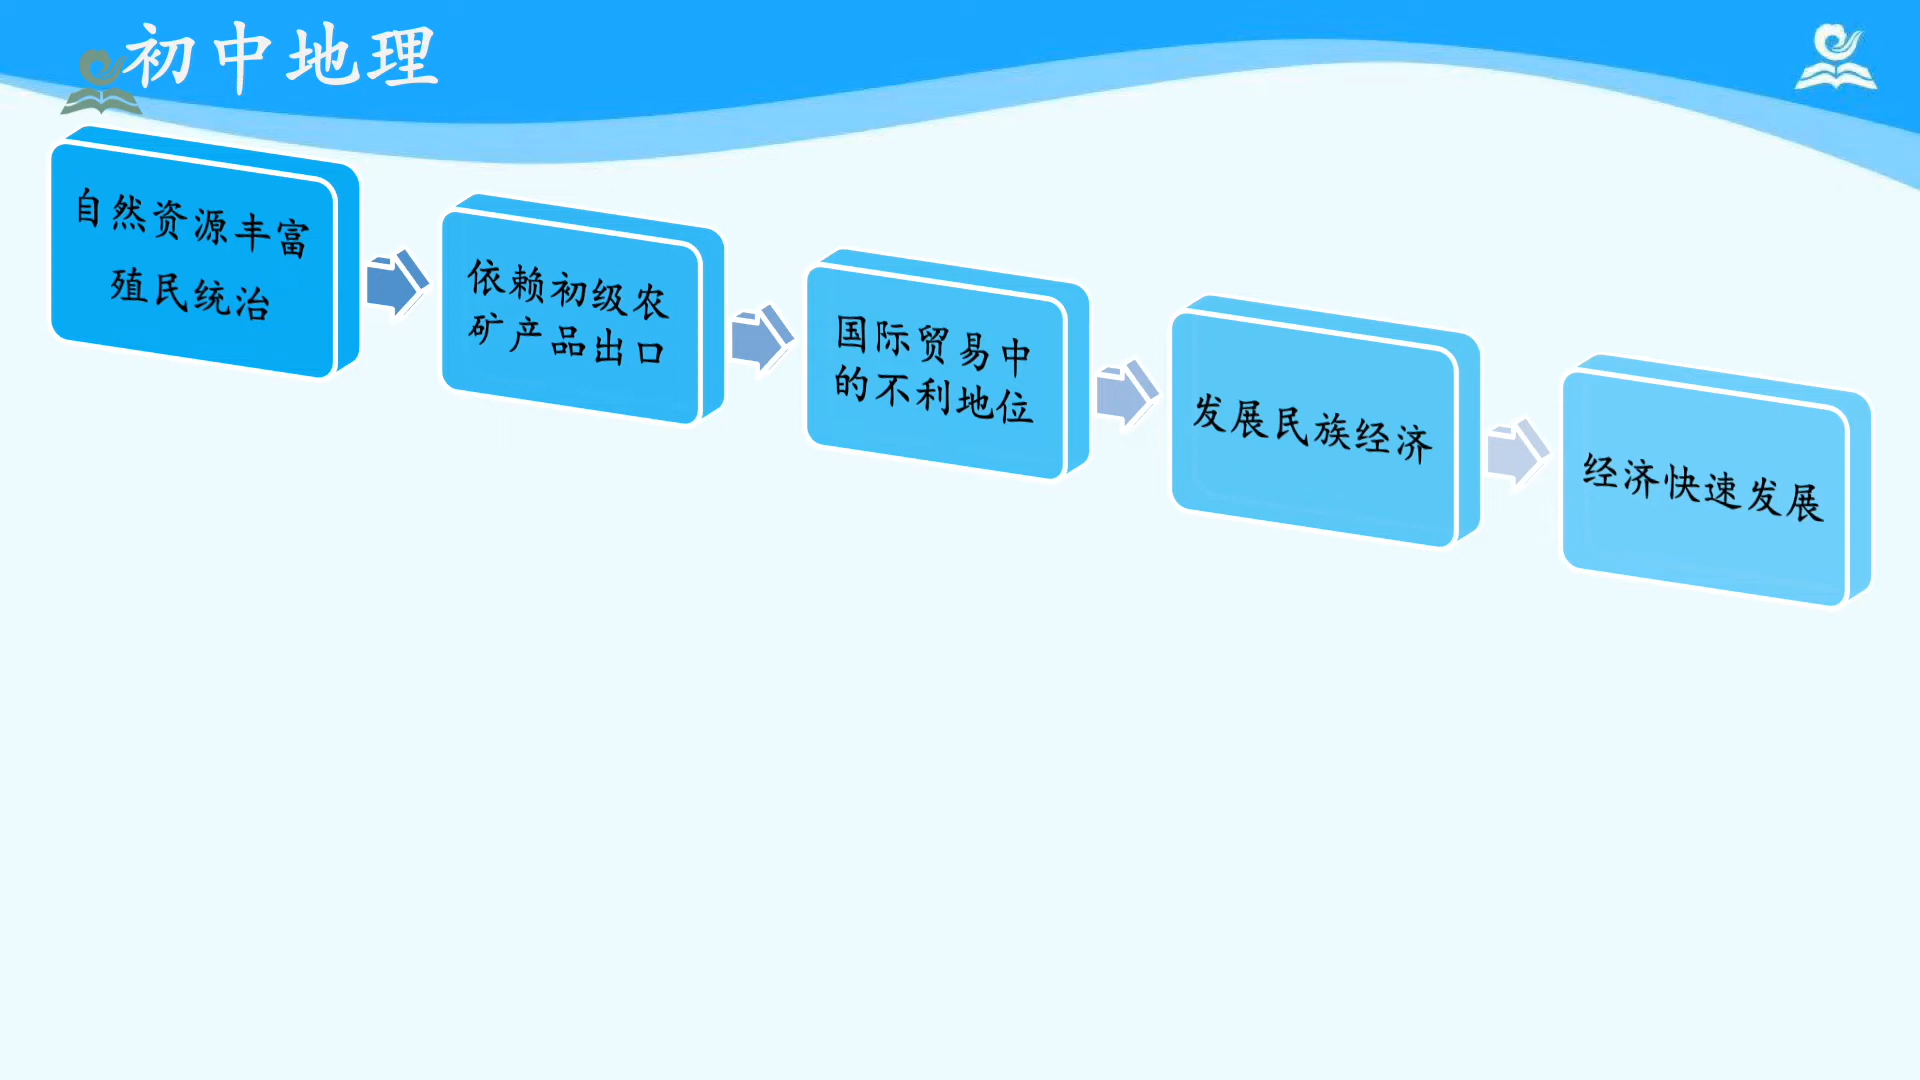 初中地理
自然资源丰富
殖民统治
依赖初级农
矿产品出口
国际贸易中
的不利地位
发展民族经济
经济快速发展